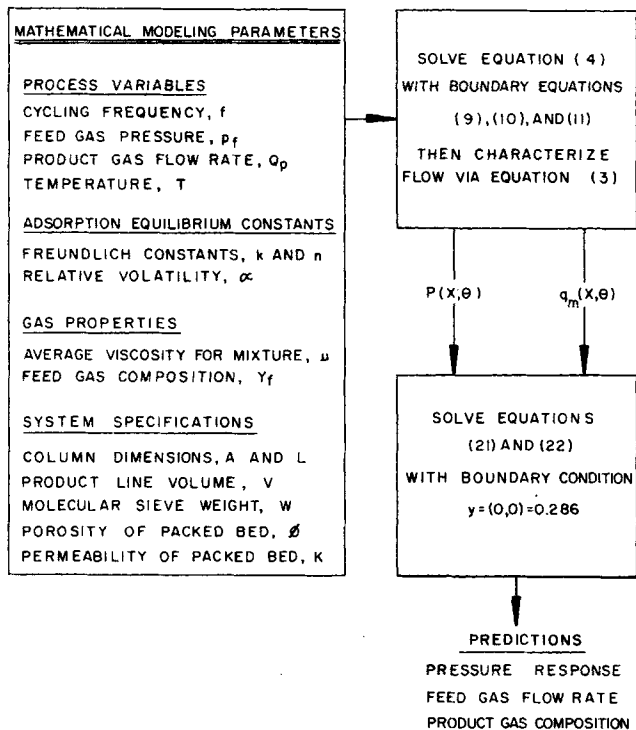 MATHEMATICAL MODELING PARAMETERS
PROCESS VARIABLES
CYCLING FREQUENCY, f
FEED GAS PRESSURE, pf
PRODUCT GAS FLOW RATE, Qp
TEMPERATURE, T
ADSORPTION EQUILIBRIUM CONSTANTS
FREUNDLICH CONSTANTS, k AND n
RELATIVE VOLATILITY, ∝
GAS PROPERTIES
AVERAGE VISCOSITY FOR MIXTURE, μ
FEED GAS COMPOSITION, Yf
SYSTEM SPECIFICATIONS
COLUMN DIMENSIONS, A AND L
PRODUCT LINE VOLUME, V
MOLECULAR SIEVE WEIGHT, W
POROSITY OF PACKED BED, Ø
PERMEABILITY OF PACKED BED, K
SOLVE EQUATION (4)
WITH BOUNDARY EQUATIONS
(9),(10), AND (11)
THEN CHARACTERIZE
FLOW VIA EQUATION (3)
P(X,θ)
qm(X,θ)
SOLVE EQUATIONS
(21) AND (22)
WITH BOUNDARY CONDITION
y=(0,0)=0.286
PREDICTIONS
PRESSURE RESPONSE
FEED GAS FLOW RATE
PRODUCT GAS COMPOSITION